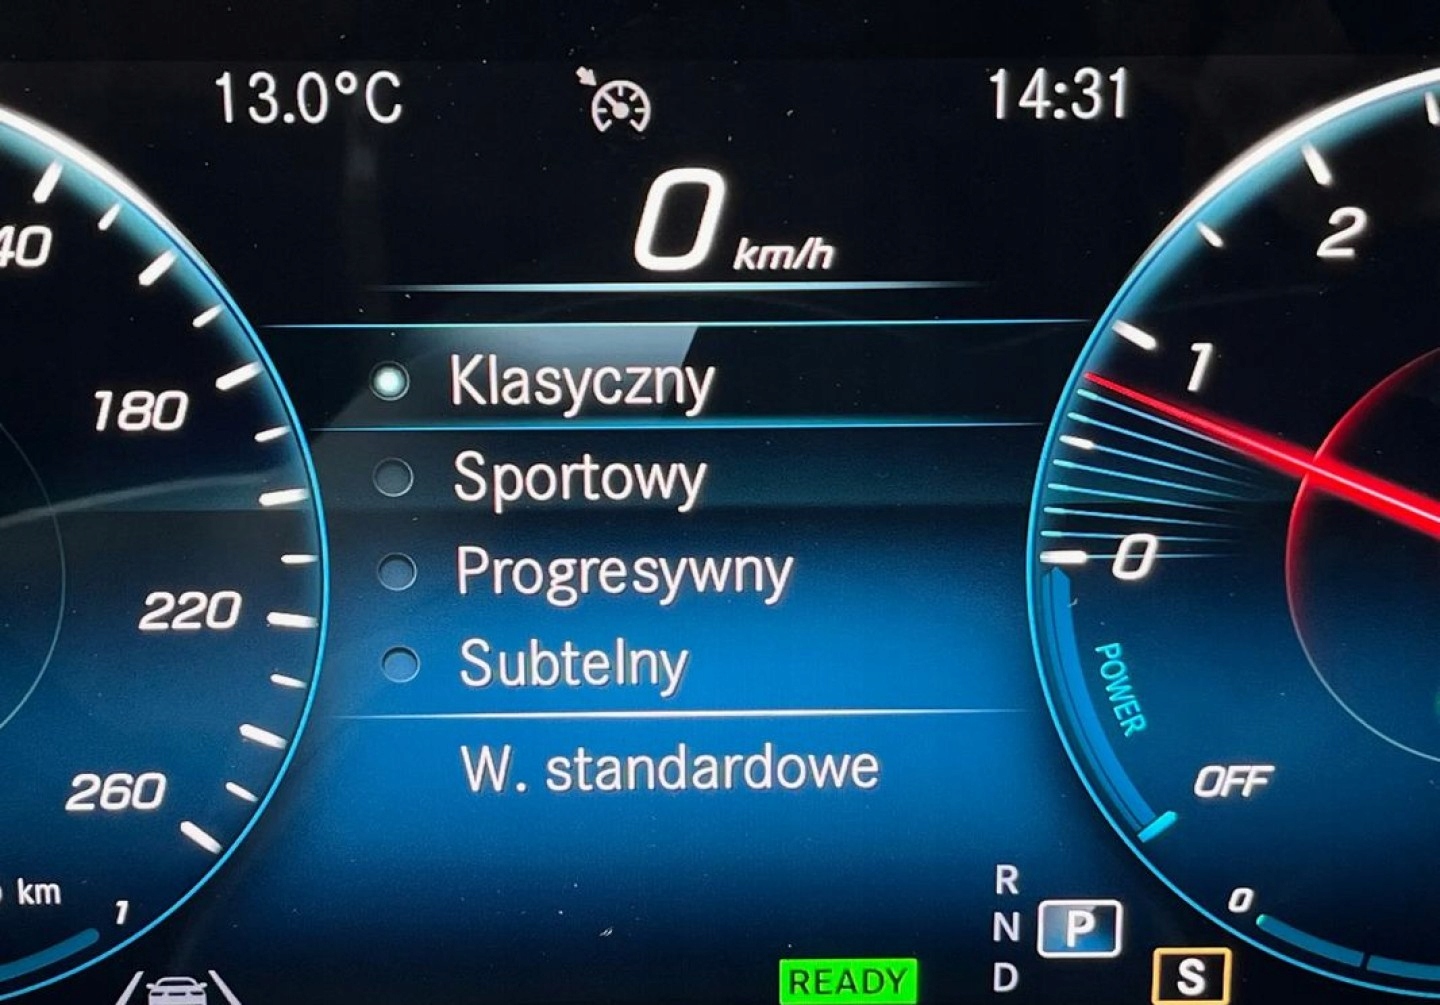 13.0°C
14:31
0 km/h
40
180
220
260
km
1
Klasyczny
Sportowy
Progresywny
Subtelny
W. standardowe
2
1
0
POWER
OFF
0
R
N
D
P
S
READY